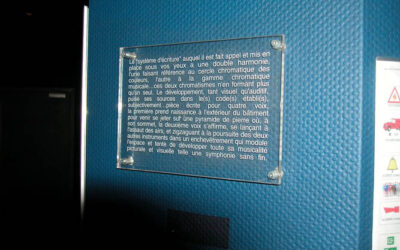 Le "système d'écriture" auquel il est fait appel et mis en
place sous vos yeux a une double harmonie,
l'une faisant référence au cercle chromatique des
couleurs, l'autre à la gamme chromatique
musicale...ces deux chromatismes n'en formant plus
qu'un seul. Le développement, tant visuel qu'auditif,
puise ses sources dans le(s) code(s) établi(s),
subjectivement pièce écrite pour quatre voix,
la première prend naissance à l'extérieur du bâtiment
pour venir se jeter sur une pyramide de pierre où, à
son sommet, la deuxième voix s'affirme, se lançant à
l'assaut des airs, et zigzaguant à la poursuite des deux
autres instruments dans un enchevêtrement qui module
l'espace et tente de développer toute sa musicalité
picturale et visuelle telle une symphonie sans fin.